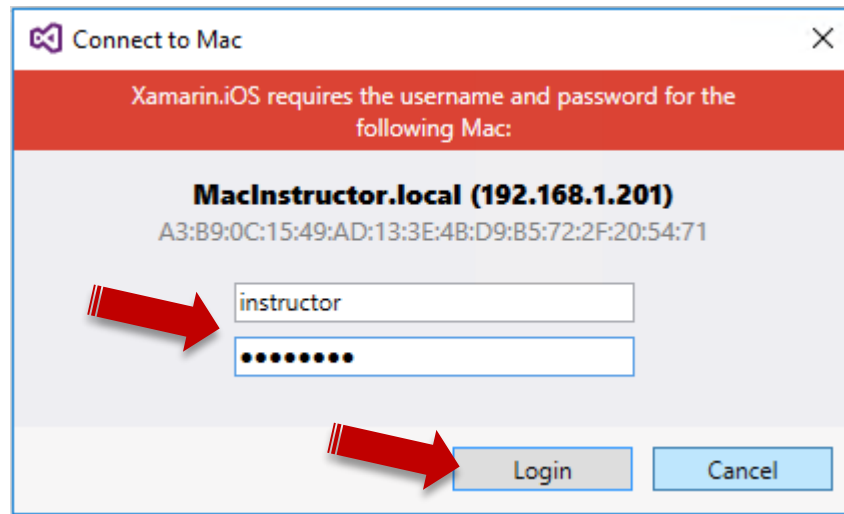 Connect to Mac
Xamarin.iOS requires the username and password for the
following Mac:
MacInstructor.local (192.168.1.201)
A3:B9:0C:15:49:AD:13:3E:4B:D9:B5:72:2F:20:54:71
instructor
●●●●●●●●
Login
Cancel